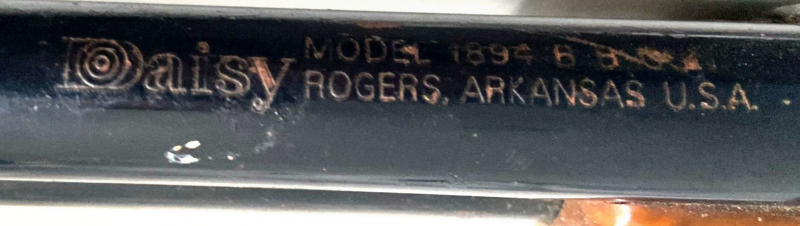 Daisy MODEL 1894 B B
ROGERS, ARKANSAS U.S.A.